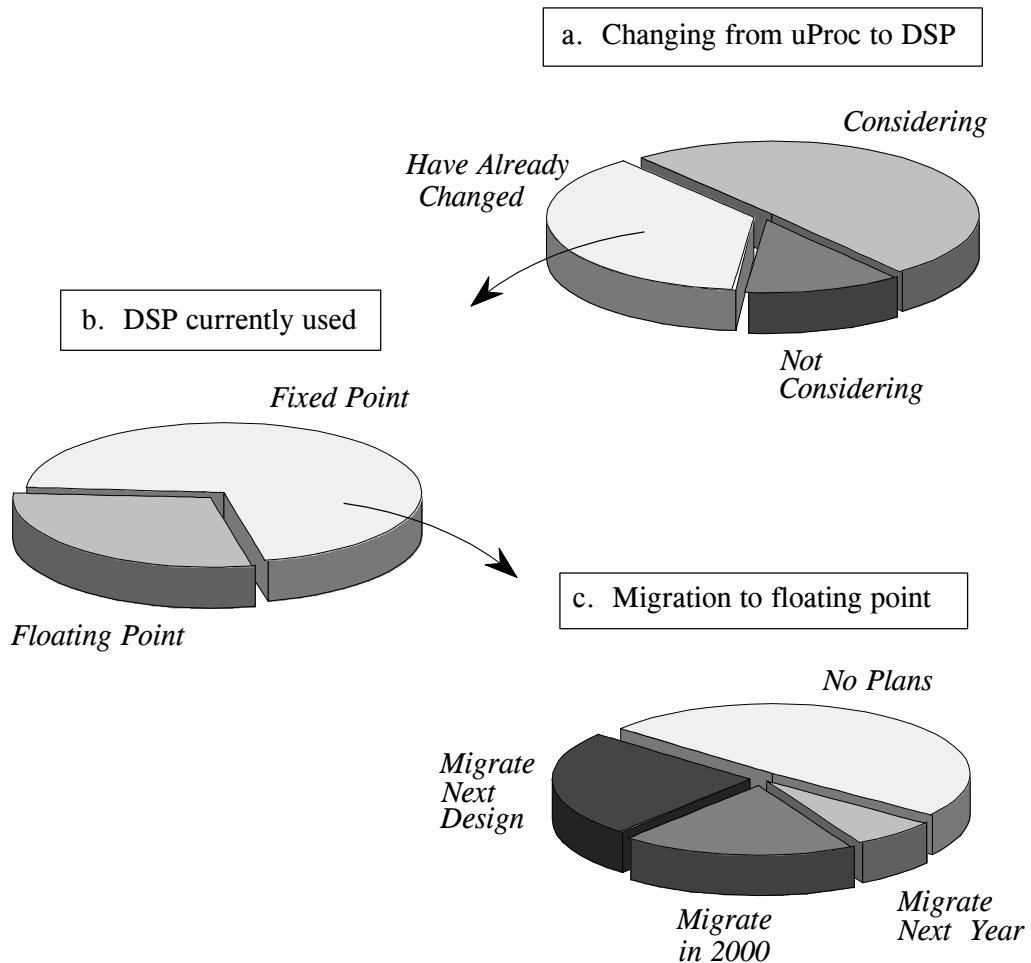 a. Changing from uProc to DSP
Considering
Have Already
Changed
Not
Considering
b. DSP currently used
Fixed Point
Floating Point
c. Migration to floating point
No Plans
Migrate
Next
Design
Migrate
in 2000
Migrate
Next Year